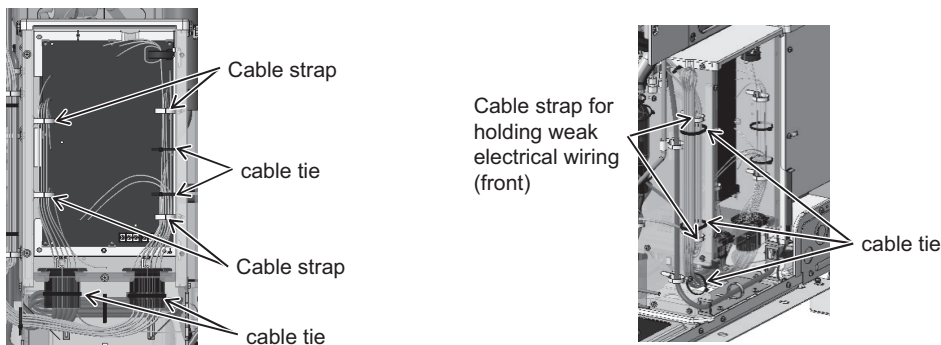 Cable strap
cable tie
Cable strap
cable tie
Cable strap for
holding weak
electrical wiring
(front)
cable tie